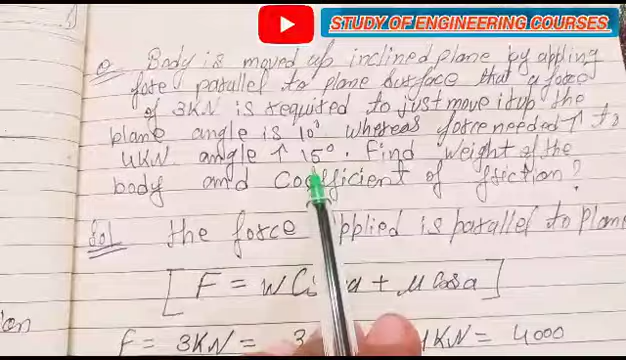 STUDY OF ENGINEERING COURSES
Q Body is moved up inclined plane by appling
fore parallel to plane surface that a force
of 3KN is required to just move it up the
plane angle is 10° whereas force needed ↑ to
4KN angle ↑ 15°. Find weight of the
body and Coefficient of friction?
Sol the force applied is parallel to plane
[F = W a + μ Cosa]
F = 3KN = 3 KN = 4000